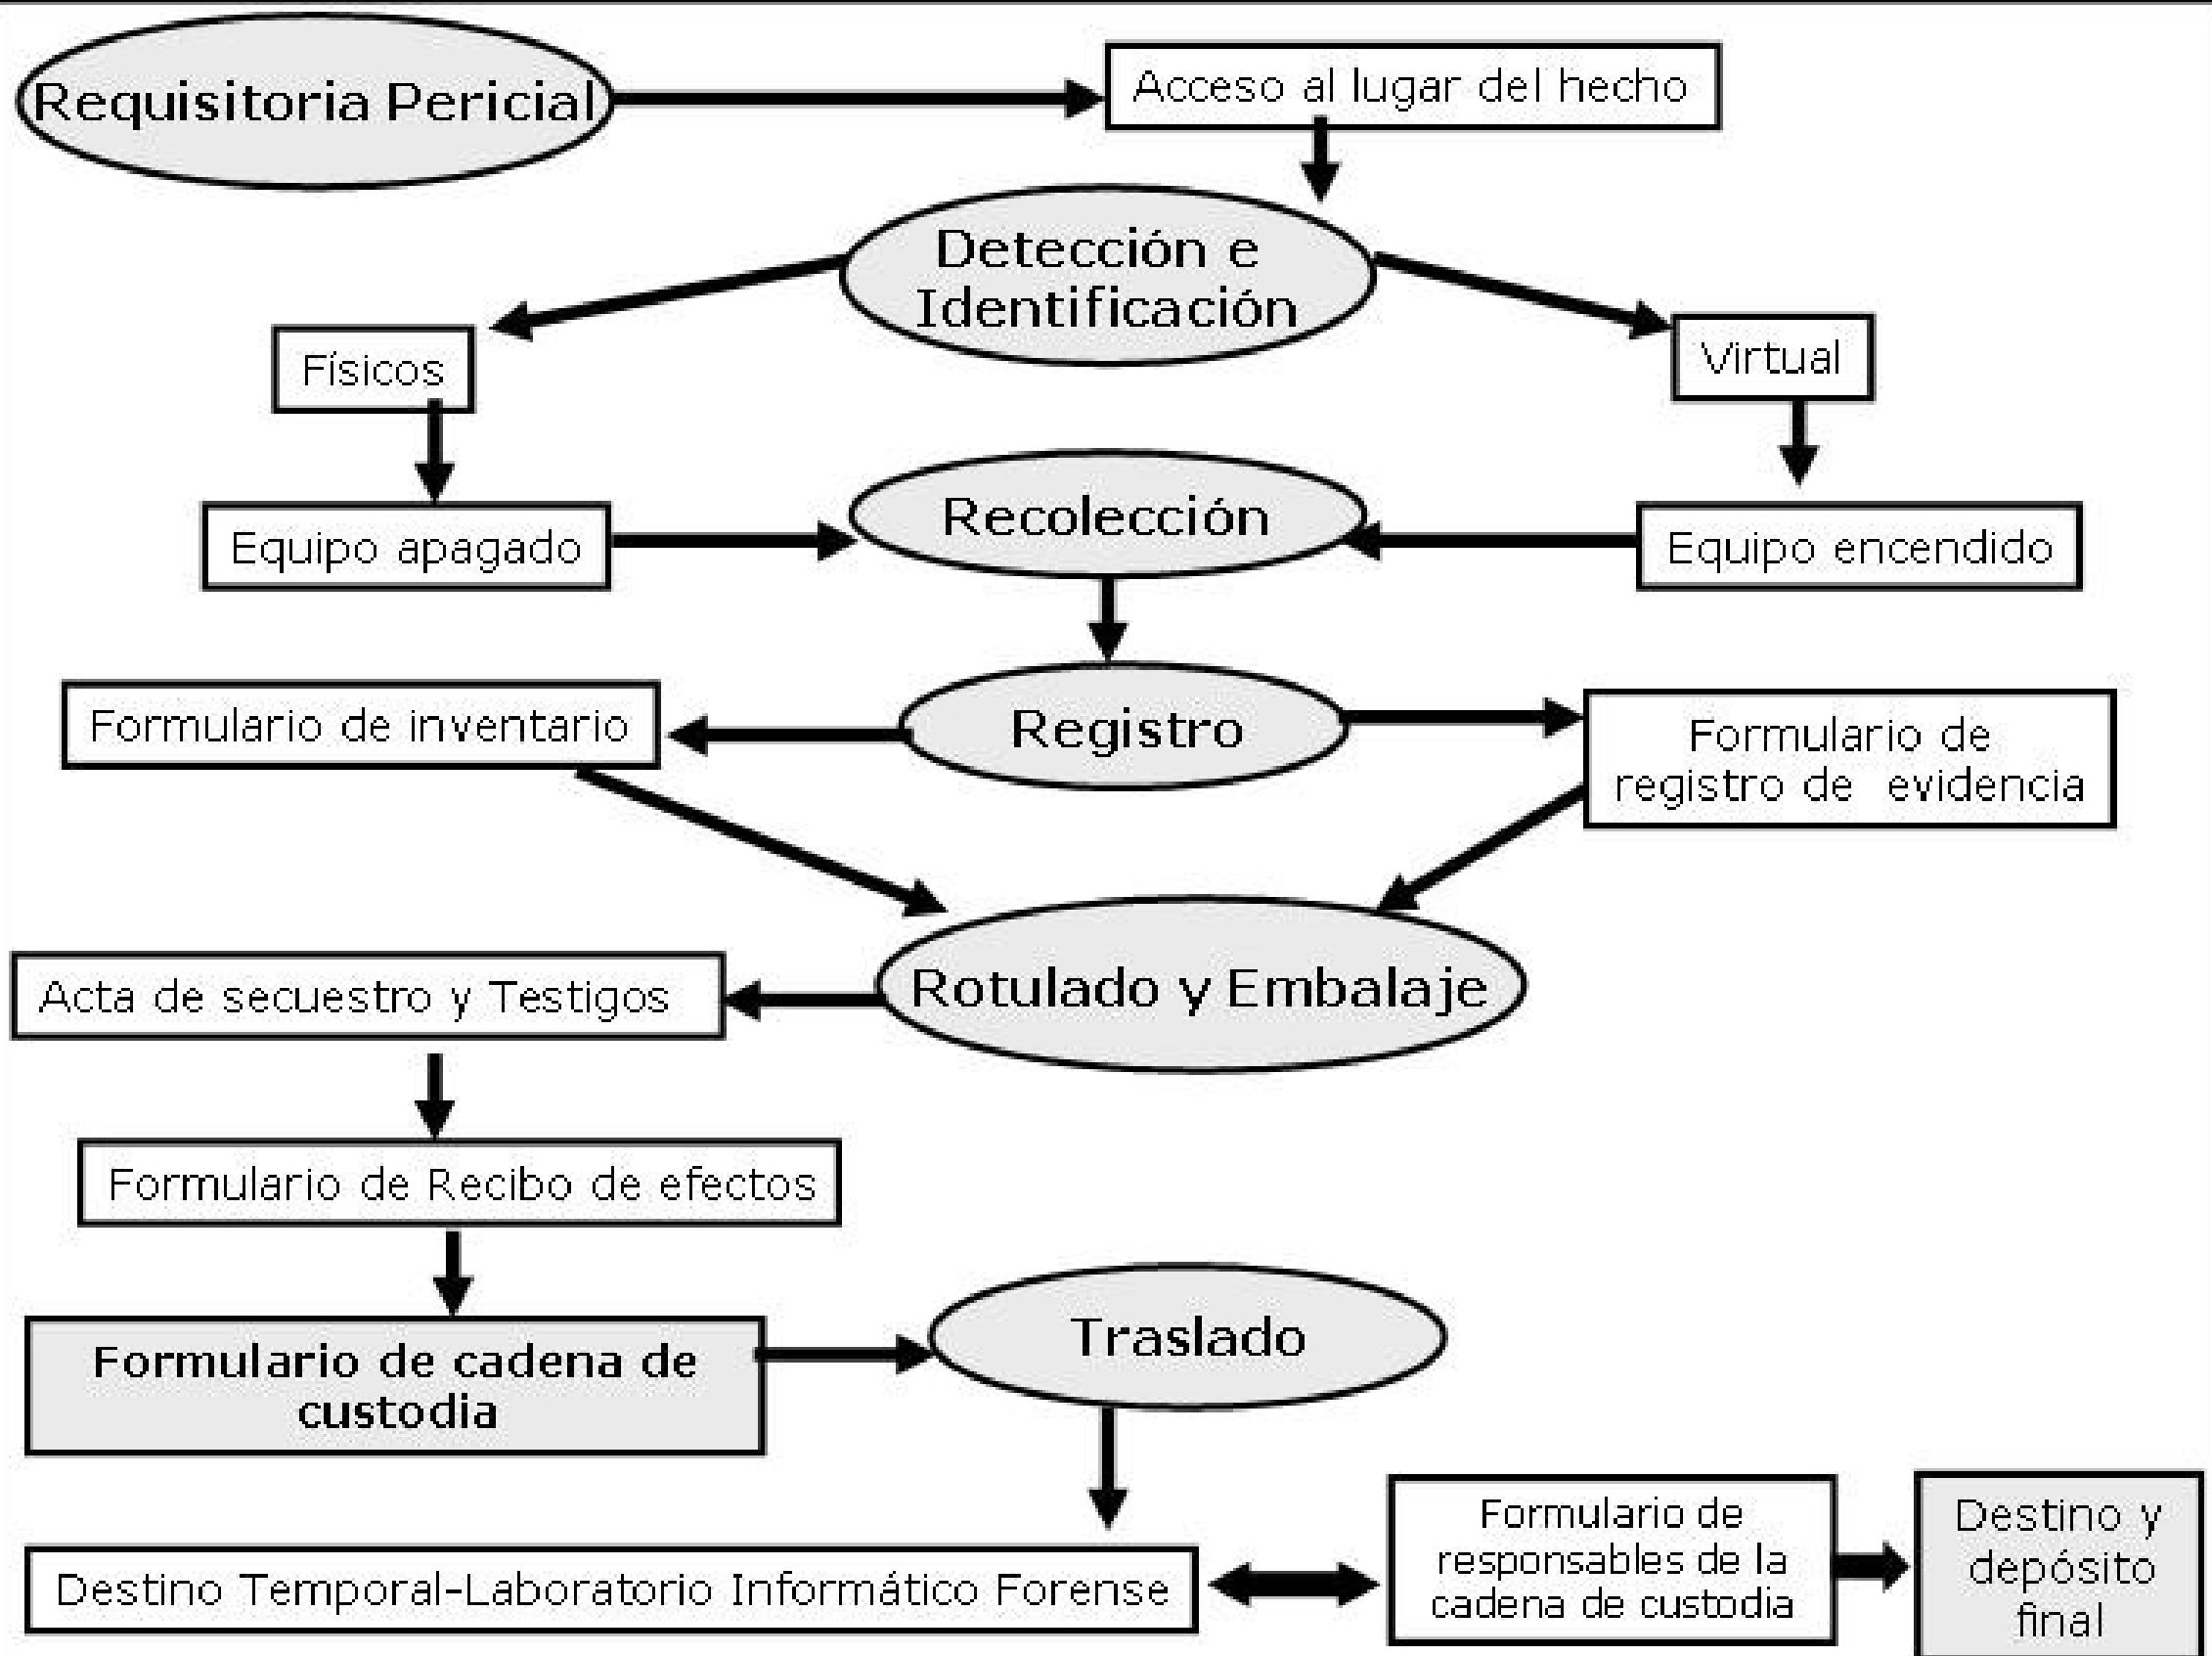 Requisitoria Pericial
Acceso al lugar del hecho
Detección e
Identificación
Físicos
Virtual
Equipo apagado
Recolección
Equipo encendido
Formulario de inventario
Registro
Formulario de
registro de evidencia
Acta de secuestro y Testigos
Rotulado y Embalaje
Formulario de Recibo de efectos
Formulario de cadena de
custodia
Traslado
Destino Temporal-Laboratorio Informático Forense
Formulario de
responsables de la
cadena de custodia
Destino y
depósito
final